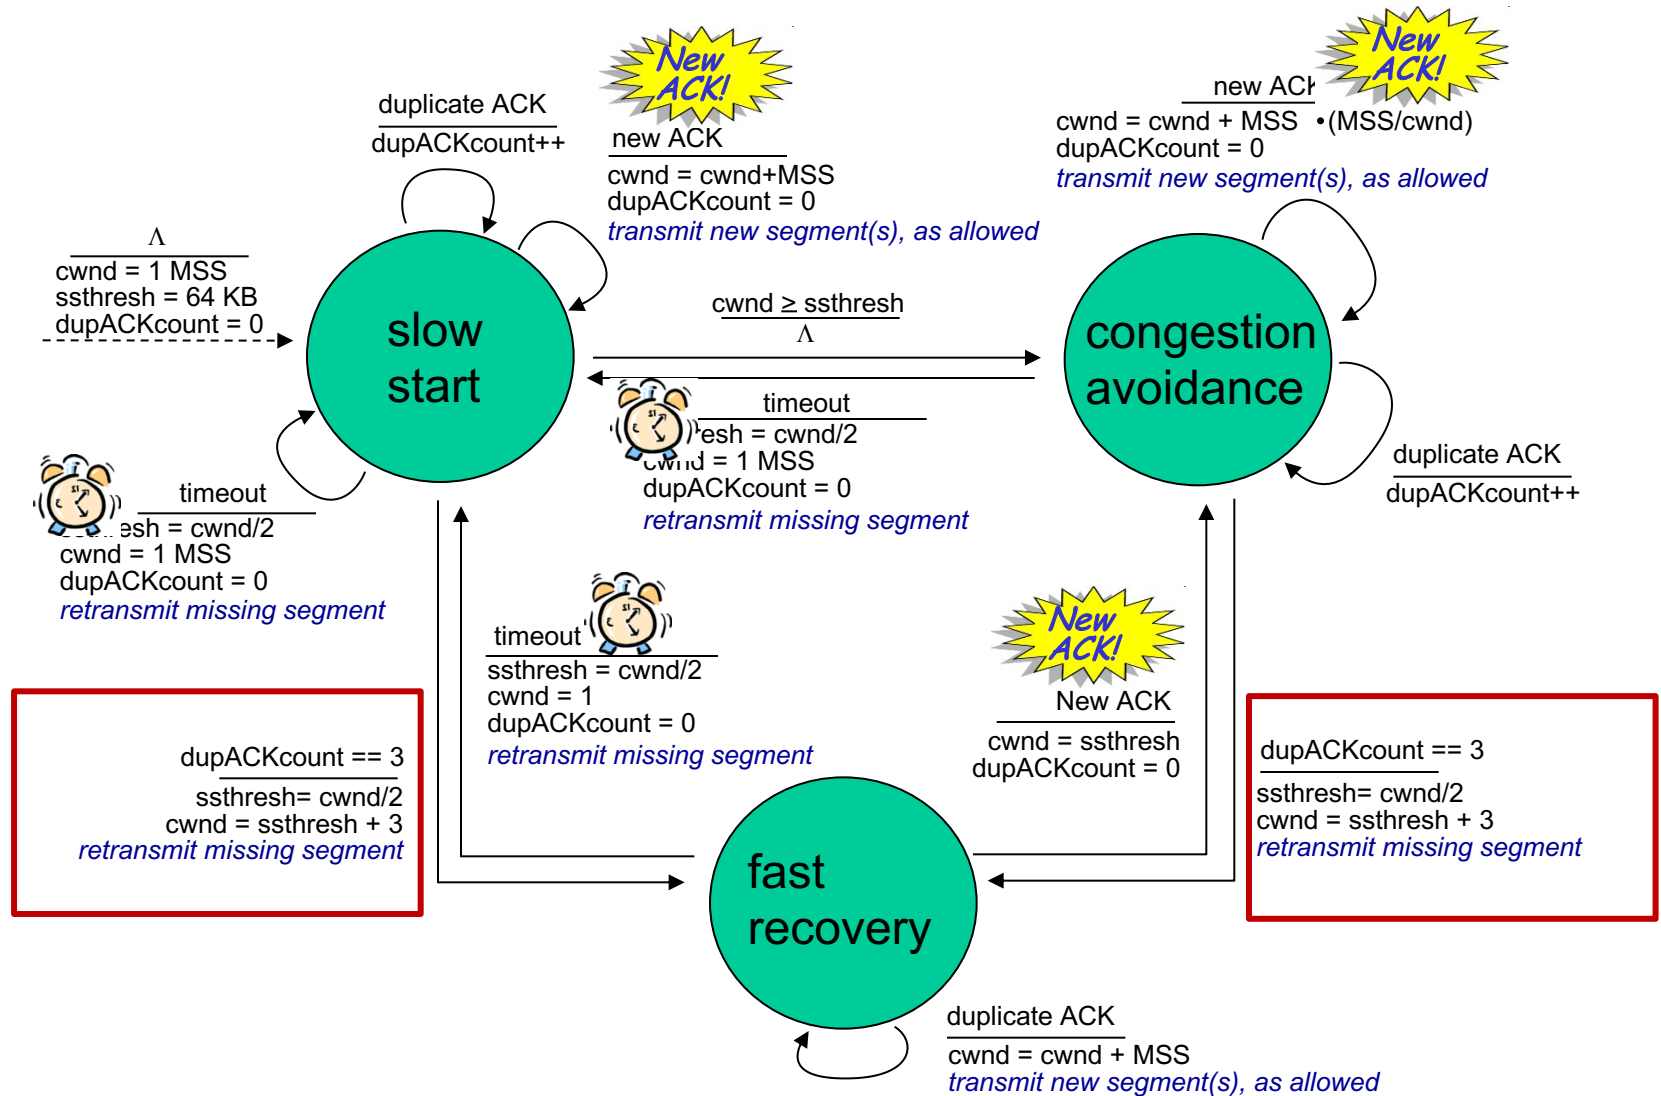 New
ACK!
New
ACK!
duplicate ACK
dupACKcount++
new ACK
cwnd = cwnd+MSS
dupACKcount = 0
transmit new segment(s), as allowed
new ACK
cwnd = cwnd + MSS •(MSS/cwnd)
dupACKcount = 0
transmit new segment(s), as allowed
Λ
cwnd = 1 MSS
ssthresh = 64 KB
dupACKcount = 0
slow
start
cwnd ≥ ssthresh
Λ
congestion
avoidance
timeout
esh = cwnd/2
cwnd = 1 MSS
dupACKcount = 0
retransmit missing segment
duplicate ACK
dupACKcount++
timeout
ssthresh = cwnd/2
cwnd = 1 MSS
dupACKcount = 0
retransmit missing segment
timeout
ssthresh = cwnd/2
cwnd = 1
dupACKcount = 0
retransmit missing segment
New
ACK!
New ACK
cwnd = ssthresh
dupACKcount = 0
dupACKcount == 3
ssthresh= cwnd/2
cwnd = ssthresh + 3
retransmit missing segment
dupACKcount == 3
ssthresh= cwnd/2
cwnd = ssthresh + 3
retransmit missing segment
fast
recovery
duplicate ACK
cwnd = cwnd + MSS
transmit new segment(s), as allowed